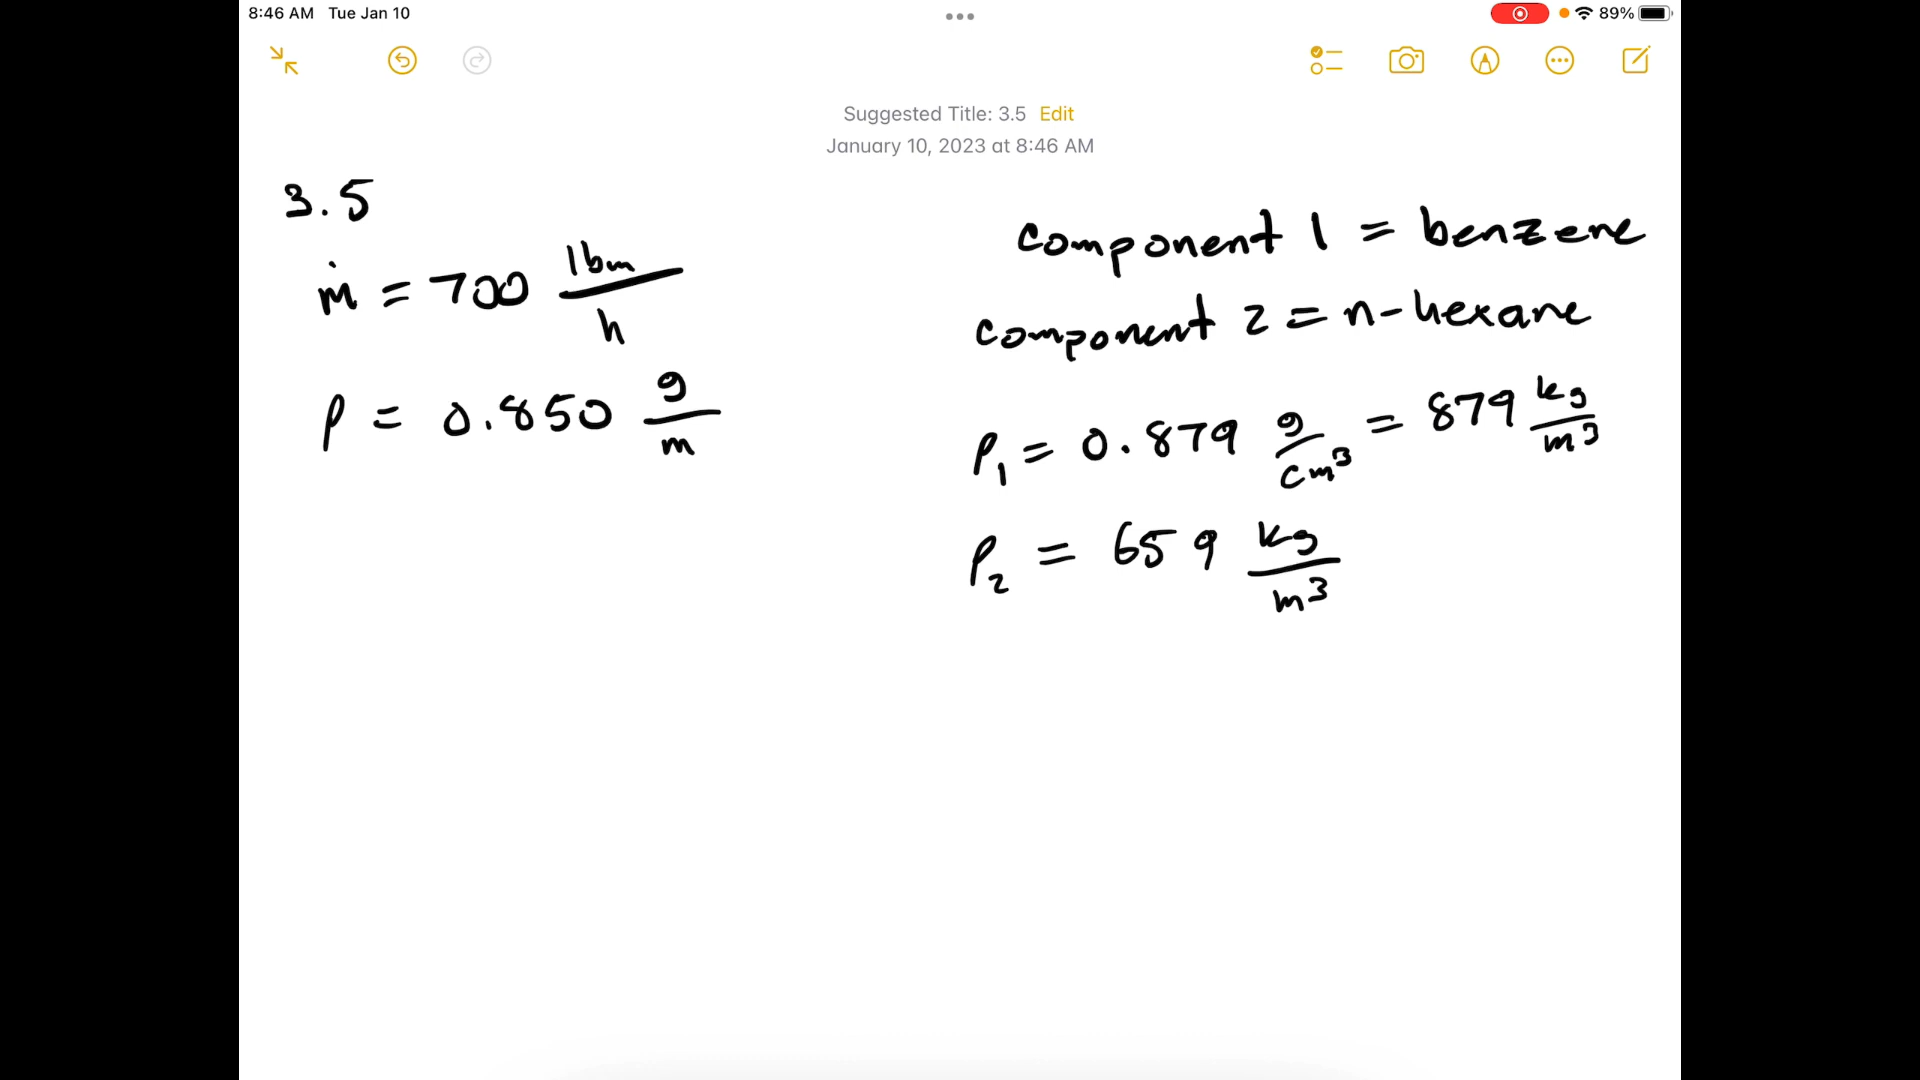 8:46 AM Tue Jan 10
89%
Suggested Title: 3.5 Edit
January 10, 2023 at 8:46 AM
3.5
ṁ = 700 lbm/h
ρ = 0.850 g/m
component 1 = benzene
component 2 = n-hexane
ρ₁ = 0.879 g/cm³ = 879 kg/m³
ρ₂ = 659 kg/m³